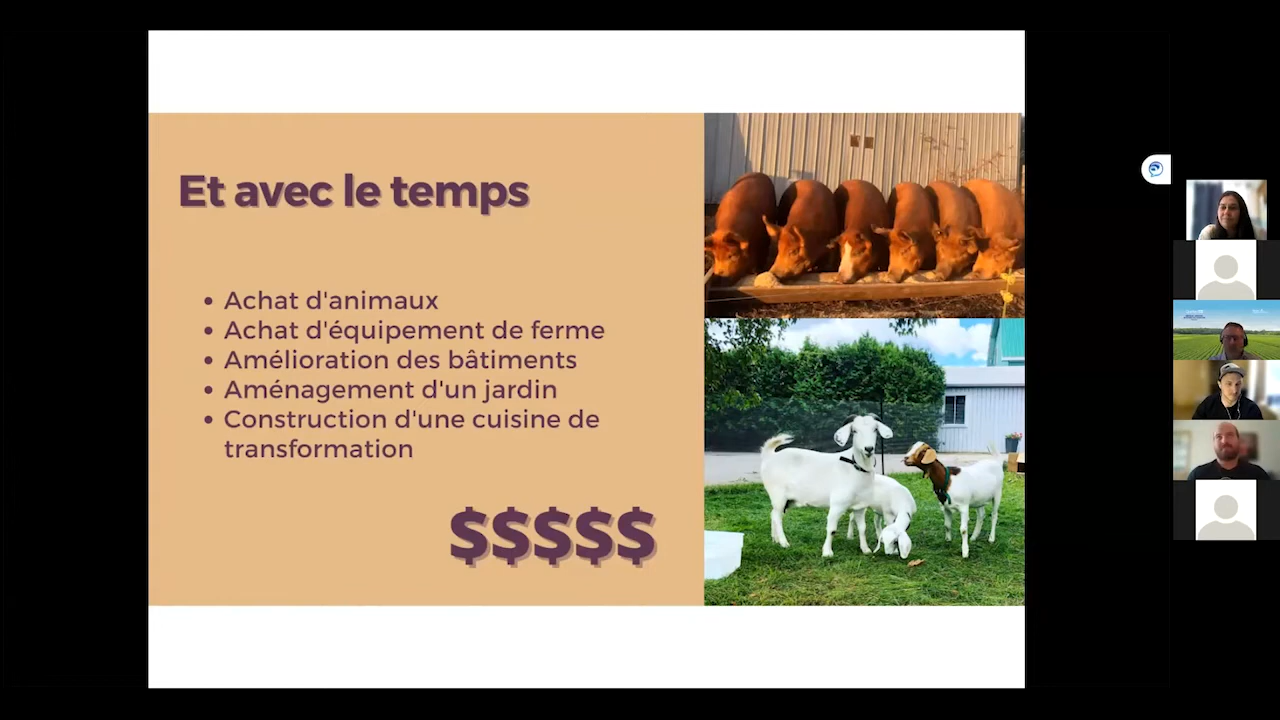 Et avec le temps
• Achat d'animaux
• Achat d'équipement de ferme
• Amélioration des bâtiments
• Aménagement d'un jardin
• Construction d'une cuisine de
transformation
$$$$$